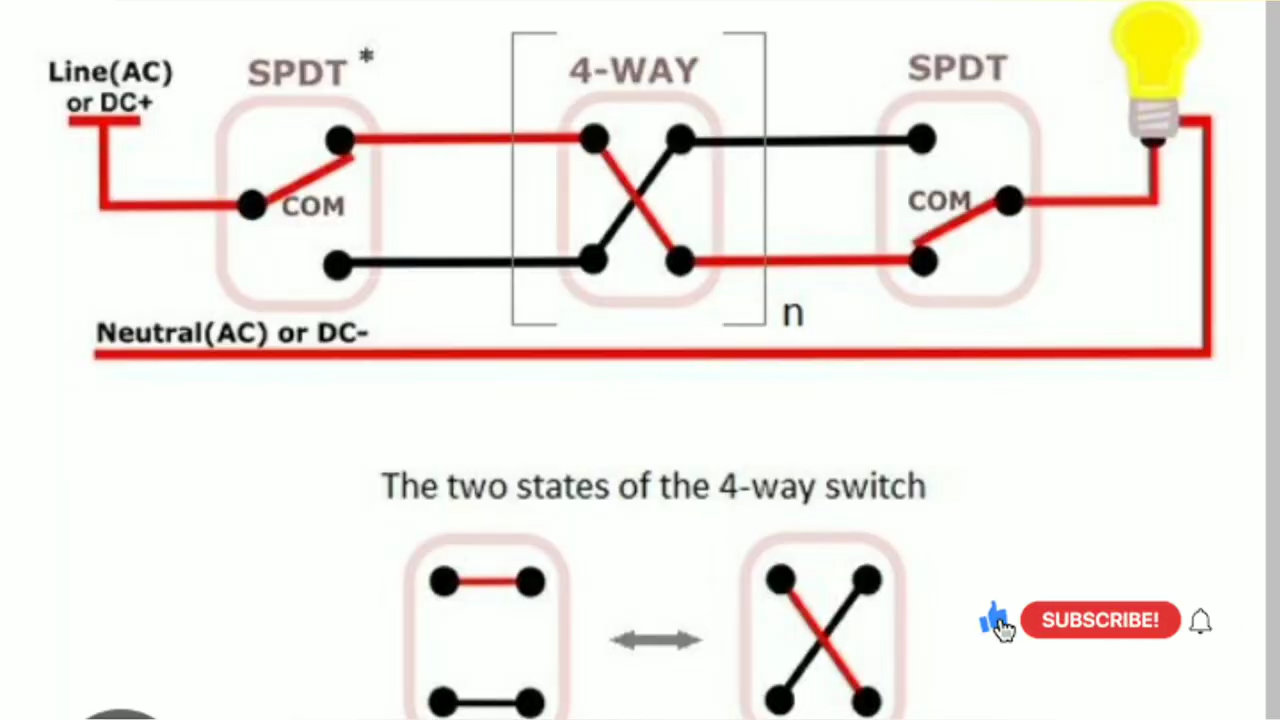 Line(AC)
or DC+
SPDT *
4-WAY
SPDT
COM
COM
n
Neutral(AC) or DC-
The two states of the 4-way switch
SUBSCRIBE!